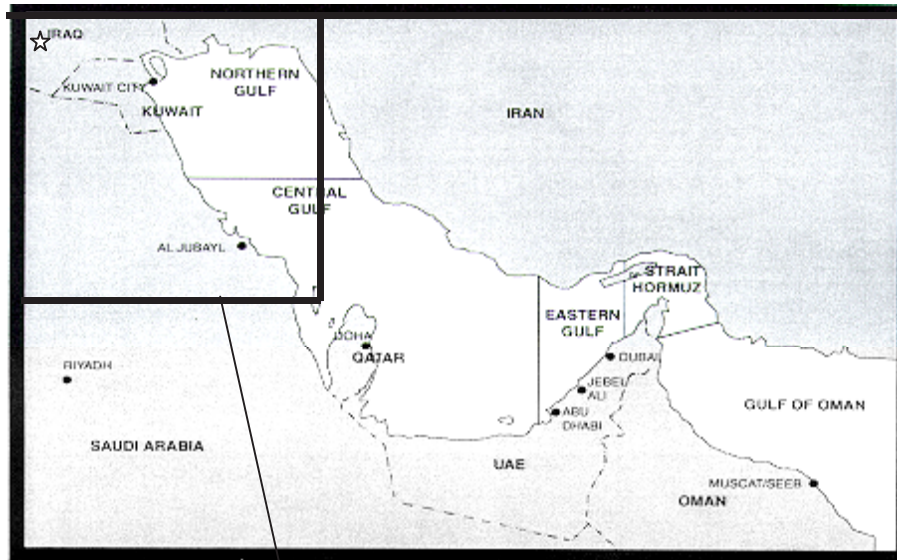 IRAQ
NORTHERN
GULF
KUWAIT CITY
KUWAIT
IRAN
CENTRAL
GULF
AL JUBAYL
STRAIT
HORMUZ
EASTERN
GULF
DOHA
QATAR
DUBAI
RIYADH
JEBEL
ALI
ABU
DHABI
GULF OF OMAN
SAUDI ARABIA
UAE
MUSCAT/SEEB
OMAN